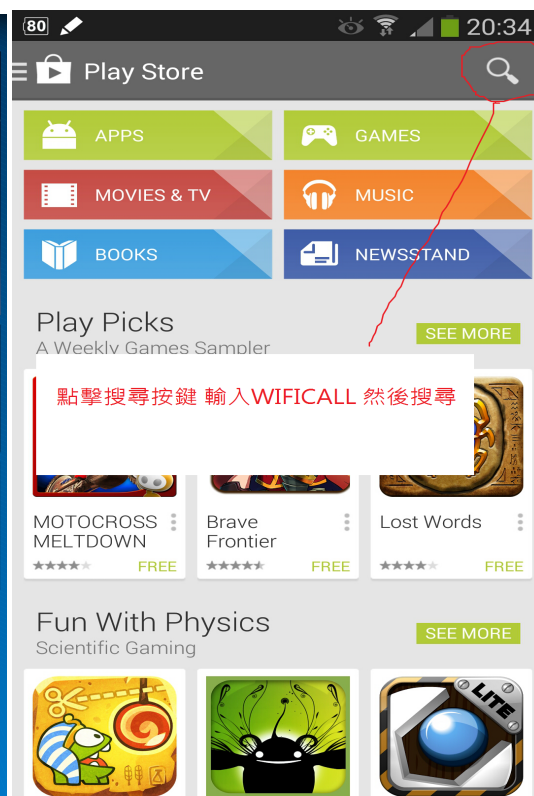 80 20:34
Play Store
APPS GAMES
MOVIES & TV MUSIC
BOOKS NEWSSTAND
Play Picks
A Weekly Games Sampler
SEE MORE
點擊搜尋按鍵 輸入WIFICALL 然後搜尋
MOTOCROSS MELTDOWN
FREE
Brave Frontier
FREE
Lost Words
FREE
Fun With Physics
Scientific Gaming
SEE MORE
LITE